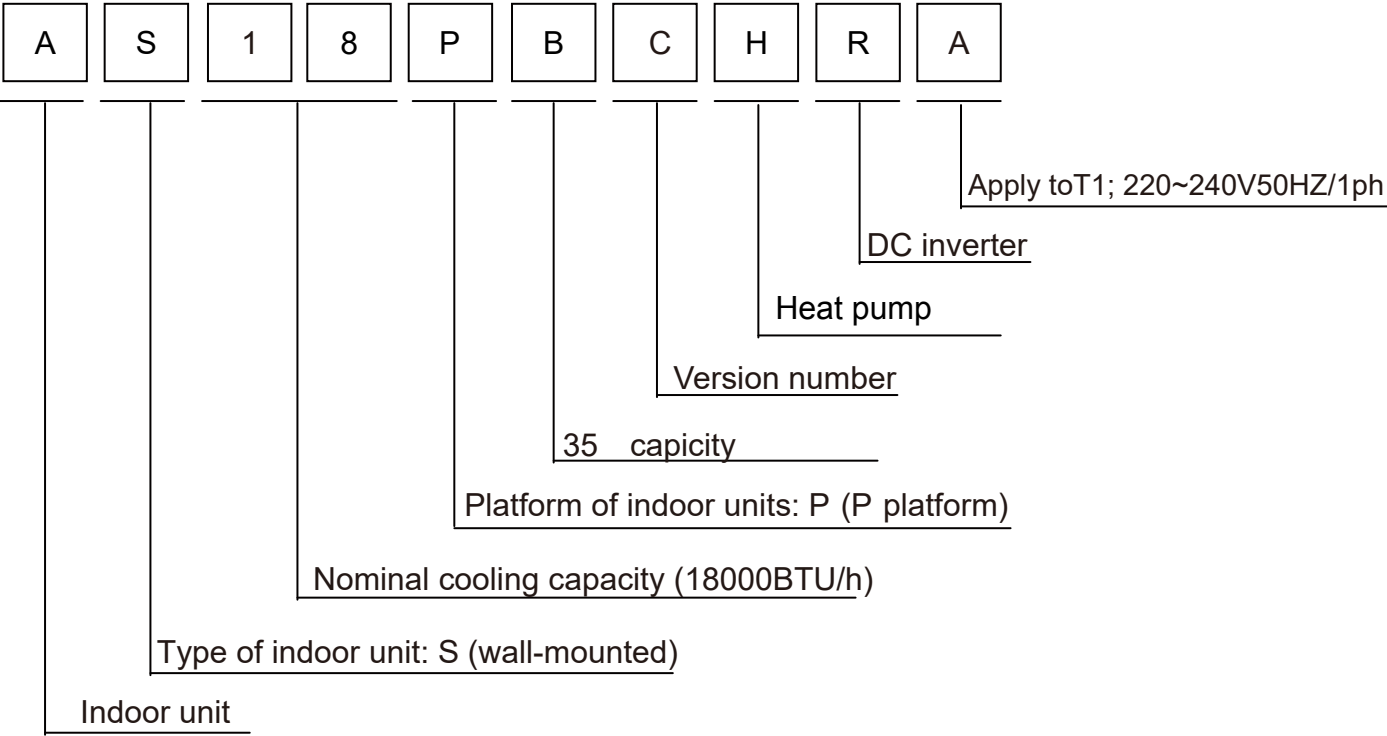 A S 1 8 P B C H R A
Apply toT1; 220~240V50HZ/1ph
DC inverter
Heat pump
Version number
35 capicity
Platform of indoor units: P (P platform)
Nominal cooling capacity (18000BTU/h)
Type of indoor unit: S (wall-mounted)
Indoor unit